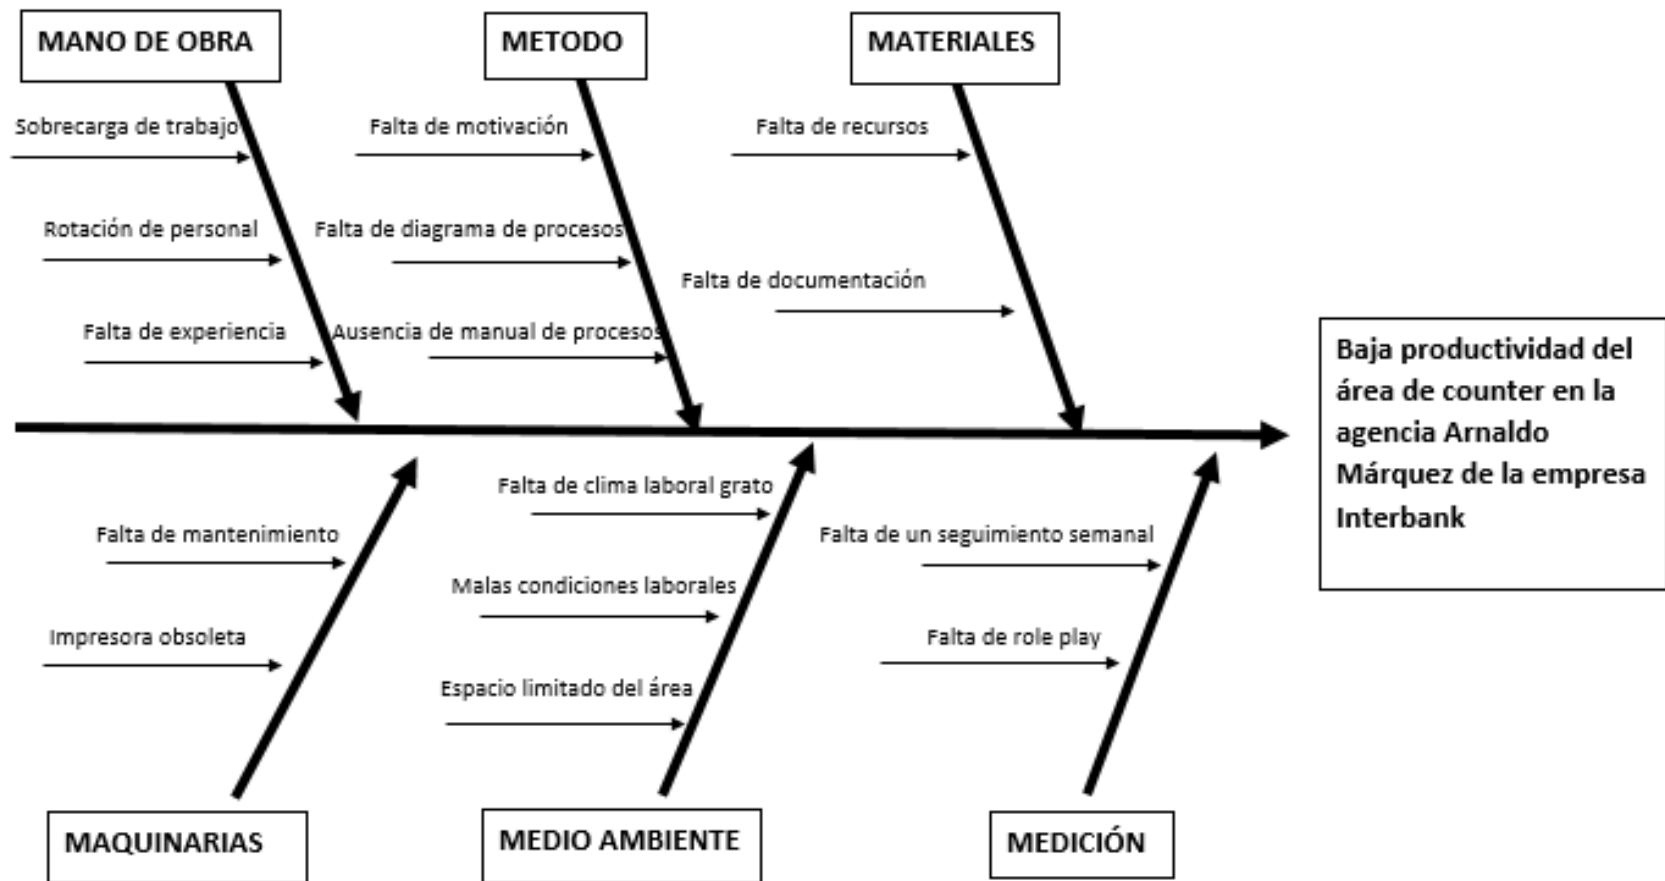 MANO DE OBRA
METODO
MATERIALES
Sobrecarga de trabajo
Falta de motivación
Falta de recursos
Rotación de personal
Falta de diagrama de procesos
Falta de documentación
Falta de experiencia
Ausencia de manual de procesos
Baja productividad del
área de counter en la
agencia Arnaldo
Márquez de la empresa
Interbank
Falta de mantenimiento
Falta de clima laboral grato
Falta de un seguimiento semanal
Malas condiciones laborales
Impresora obsoleta
Falta de role play
Espacio limitado del área
MAQUINARIAS
MEDIO AMBIENTE
MEDICIÓN